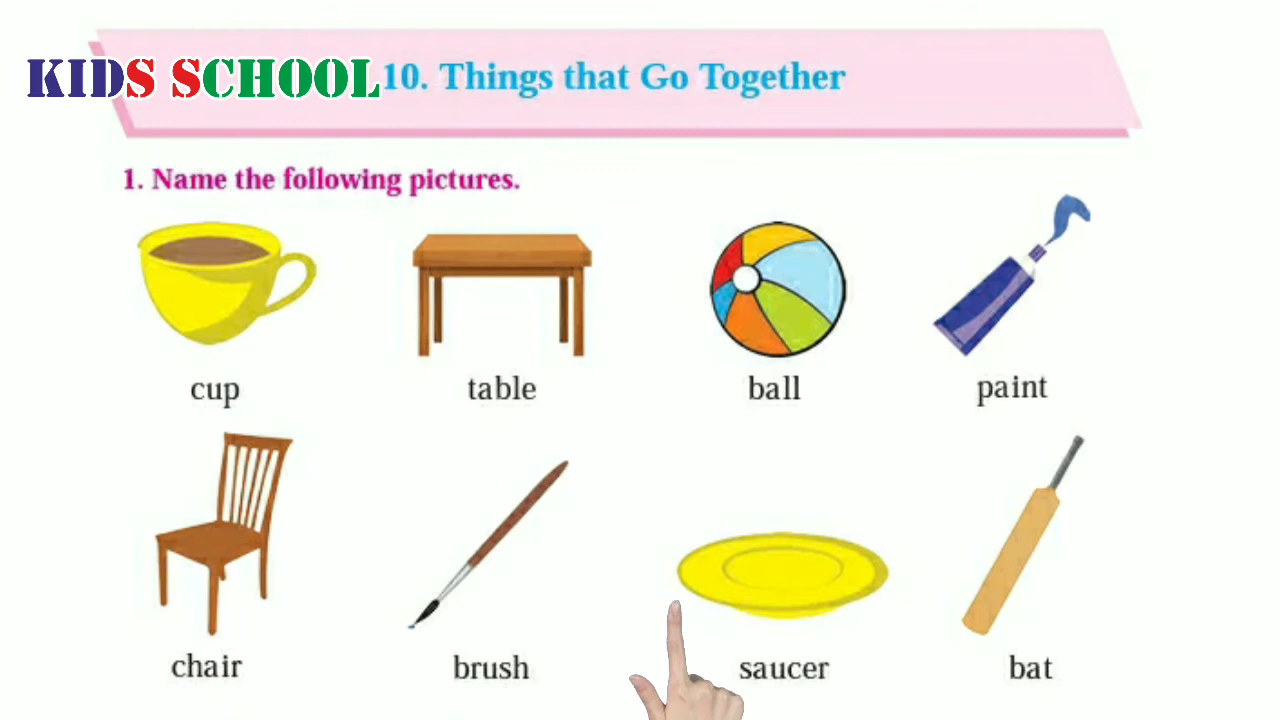 KIDS SCHOOL
10. Things that Go Together
1. Name the following pictures.
cup table ball paint
chair brush saucer bat